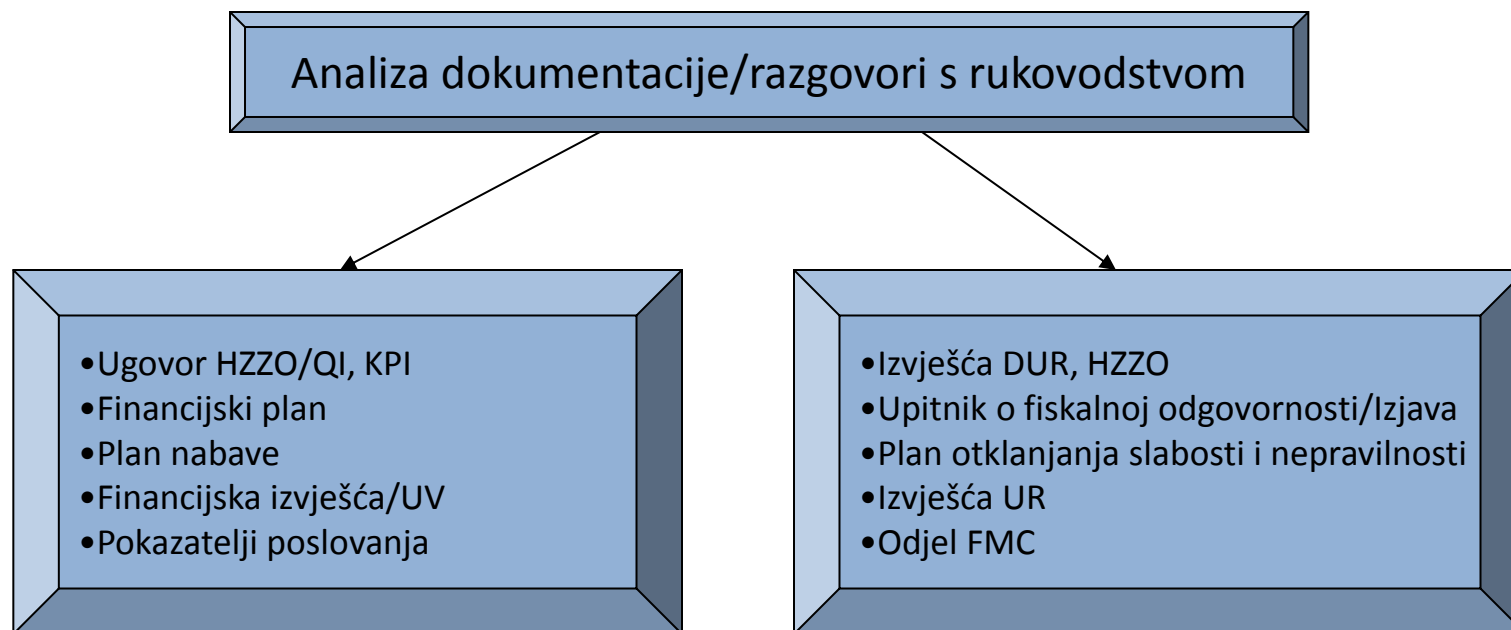 Analiza dokumentacije/razgovori s rukovodstvom
•Ugovor HZZO/QI, KPI
•Financijski plan
•Plan nabave
•Financijska izvješća/UV
•Pokazatelji poslovanja
•Izvješća DUR, HZZO
•Upitnik o fiskalnoj odgovornosti/Izjava
•Plan otklanjanja slabosti i nepravilnosti
•Izvješća UR
•Odjel FMC